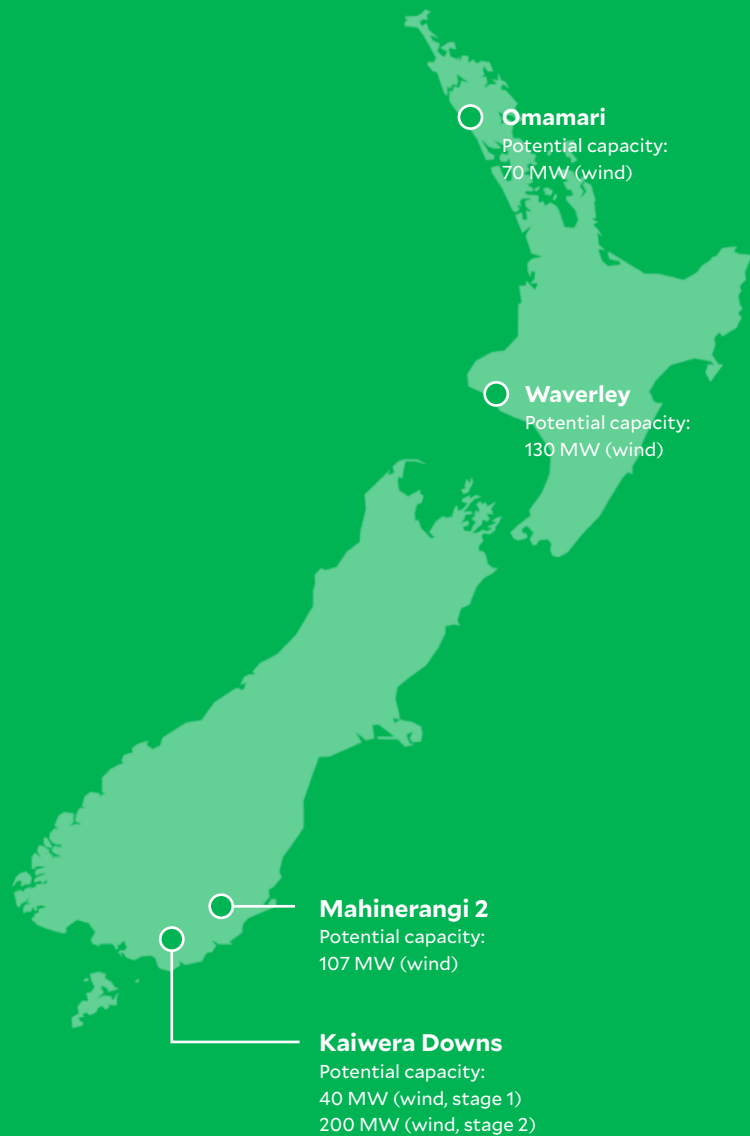 Omamari
Potential capacity:
70 MW (wind)
Waverley
Potential capacity:
130 MW (wind)
Mahinerangi 2
Potential capacity:
107 MW (wind)
Kaiwera Downs
Potential capacity:
40 MW (wind, stage 1)
200 MW (wind, stage 2)